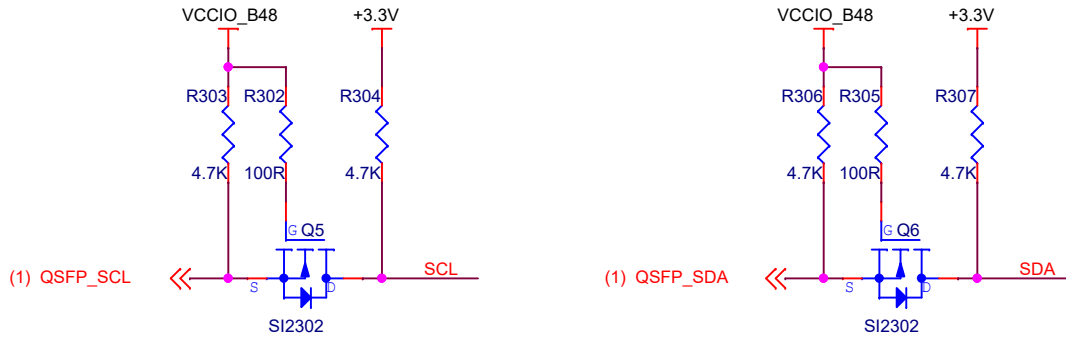 VCCIO_B48 +3.3V VCCIO_B48 +3.3V
R303 R302 R304 R306 R305 R307
4.7K 100R 4.7K 4.7K 100R 4.7K
G Q5 G Q6
(1) QSFP_SCL SCL (1) QSFP_SDA SDA
S D S D
SI2302 SI2302